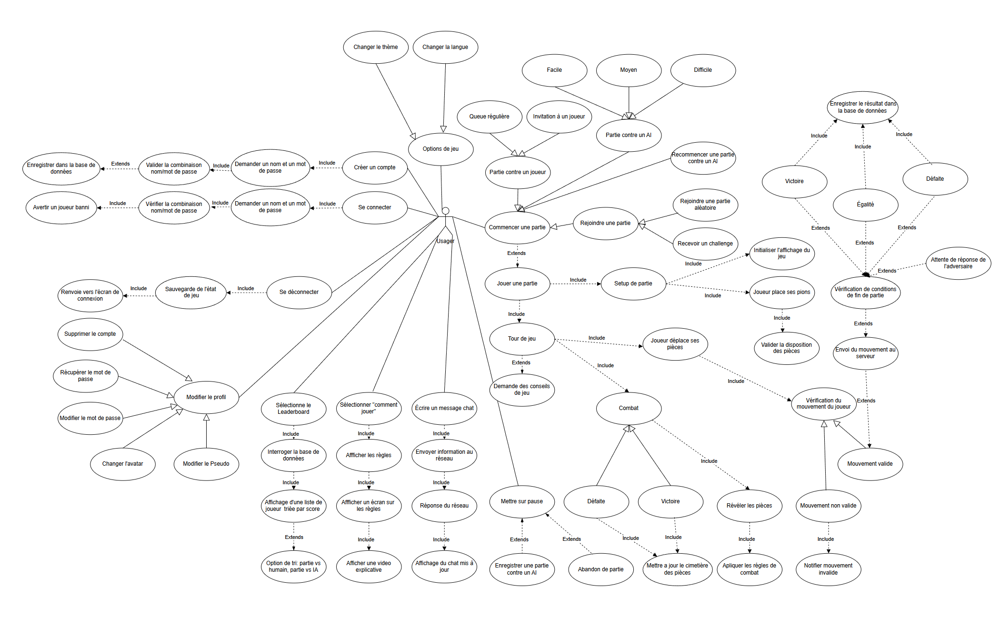 Changer le thème
Changer la langue
Facile
Moyen
Difficile
Enregistrer le résultat dans
la base de données
Queue régulière
Invitation à un joueur
Partie contre un AI
Include
Include
Include
Options de jeu
Recommencer une partie
contre un AI
Enregistrer dans la base de
données
Extends
Valider la combinaison
nom/mot de passe
Include
Demander un nom et un mot
de passe
Include
Créer un compte
Partie contre un joueur
Victoire
Défaite
Avertir un joueur banni
Include
Vérifier la combinaison
nom/mot de passe
Include
Demander un nom et un mot
de passe
Include
Se connecter
Rejoindre une partie
aléatoire
Égalité
Commencer une partie
Rejoindre une partie
Extends
Extends
Usager
Recevoir un challenge
Extends
Extends
Initialiser l'affichage du
jeu
Include
Attente de réponse de
l'adversaire
Extends
Jouer une partie
Include
Setup de partie
Include
Joueur place ses pions
Vérification de conditions
de fin de partie
Renvoie vers l'écran de
connexion
Include
Sauvegarde de l'état
de jeu
Include
Se déconnecter
Include
Include
Extends
Supprimer le compte
Tour de jeu
Include
Joueur déplace ses
pièces
Valider la disposition
des pièces
Envoi du mouvement au
serveur
Extends
Include
Récupérer le mot de
passe
Demande des conseils
de jeu
Include
Modifier le profil
Vérification du
mouvement du joueur
Extends
Sélectionne le
Leaderboard
Sélectionner "comment
jouer"
Écrire un message chat
Combat
Modifier le mot de passe
Include
Include
Include
Interroger la base de
données
Affficher les règles
Envoyer information au
réseau
Include
Changer l'avatar
Modifier le Pseudo
Mouvement valide
Include
Include
Include
Affichage d'une liste de
joueur  triée par score
Affficher un écran sur
les règles
Réponse du réseau
Mettre sur pause
Défaite
Victoire
Révéler les pièces
Mouvement non valide
Extends
Include
Include
Extends
Extends
Include
Include
Include
Include
Option de tri: partie vs
humain, partie vs IA
Afficher une video
explicative
Affichage du chat mis à
jour
Enregistrer une partie
contre un AI
Abandon de partie
Mettre a jour le cimetière
des pièces
Apliquer les régles de
combat
Notifier mouvement
invalide